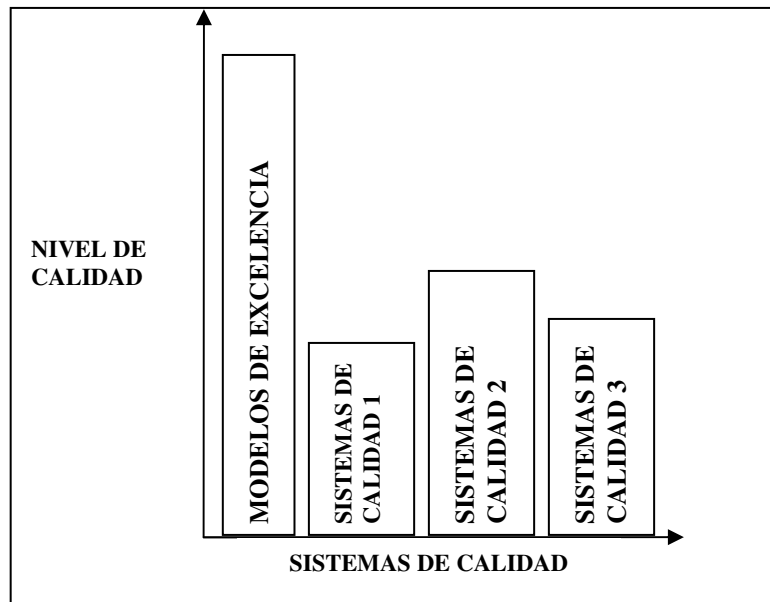 NIVEL DE
CALIDAD
MODELOS DE EXCELENCIA
SISTEMAS DE
CALIDAD 1
SISTEMAS DE
CALIDAD 2
SISTEMAS DE
CALIDAD 3
SISTEMAS DE CALIDAD